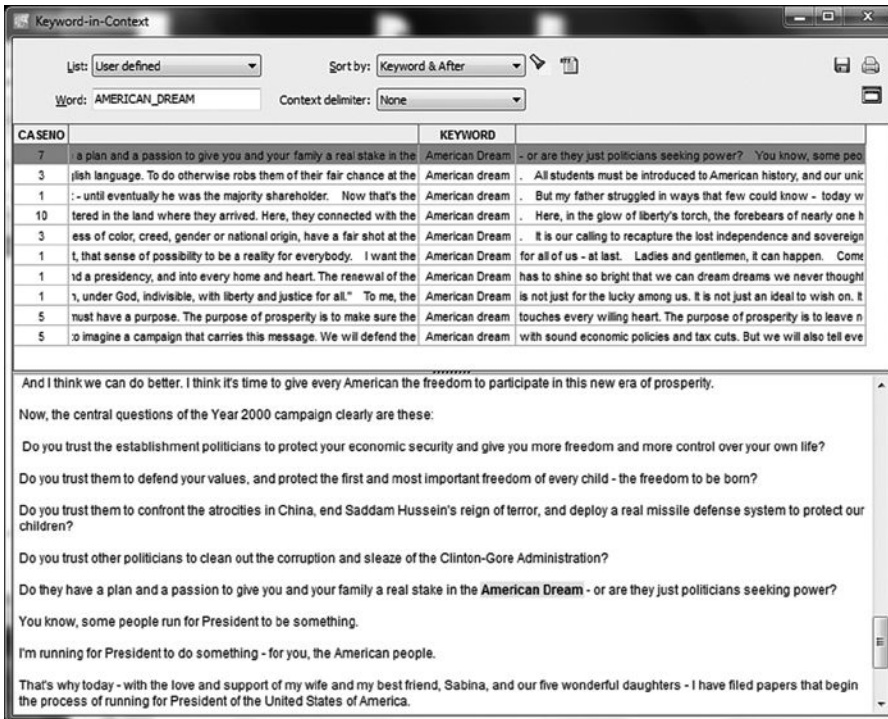 Keyword-in-Context
List: User defined Sort by: Keyword & After
Word: AMERICAN_DREAM Context delimiter: None
CASENO KEYWORD
7 a plan and a passion to give you and your family a real stake in the American Dream - or are they just politicians seeking power? You know, some peo
3 lish language. To do otherwise robs them of their fair chance at the American Dream . All students must be introduced to American history, and our uni
1 :- until eventually he was the majority shareholder. Now that's the American Dream . But my father struggled in ways that few could know - today w
10 tered in the land where they arrived. Here, they connected with the American Dream . Here, in the glow of liberty's torch, the forebears of nearly one h
3 ess of color, creed, gender or national origin, have a fair shot at the American Dream . It is our calling to recapture the lost independence and sovereign
1 t, that sense of possibility to be a reality for everybody. I want the American Dream for all of us - at last. Ladies and gentlemen, it can happen. Come
1 nd a presidency, and into every home and heart. The renewal of the American Dream has to shine so bright that we can dream dreams we never thought
1 n, under God, indivisible, with liberty and justice for all." To me, the American Dream is not just for the lucky among us. It is not just an ideal to wish on. It
5 must have a purpose. The purpose of prosperity is to make sure the American dream touches every willing heart. The purpose of prosperity is to leave n
5 to imagine a campaign that carries this message. We will defend the American dream with sound economic policies and tax cuts. But we will also tell eve
And I think we can do better. I think it's time to give every American the freedom to participate in this new era of prosperity.
Now, the central questions of the Year 2000 campaign clearly are these:
Do you trust the establishment politicians to protect your economic security and give you more freedom and more control over your own life?
Do you trust them to defend your values, and protect the first and most important freedom of every child - the freedom to be born?
Do you trust them to confront the atrocities in China, end Saddam Hussein's reign of terror, and deploy a real missile defense system to protect our
children?
Do you trust other politicians to clean out the corruption and sleaze of the Clinton-Gore Administration?
Do they have a plan and a passion to give you and your family a real stake in the American Dream - or are they just politicians seeking power?
You know, some people run for President to be something.
I'm running for President to do something - for you, the American people.
That's why today - with the love and support of my wife and my best friend, Sabina, and our five wonderful daughters - I have filed papers that begin
the process of running for President of the United States of America.